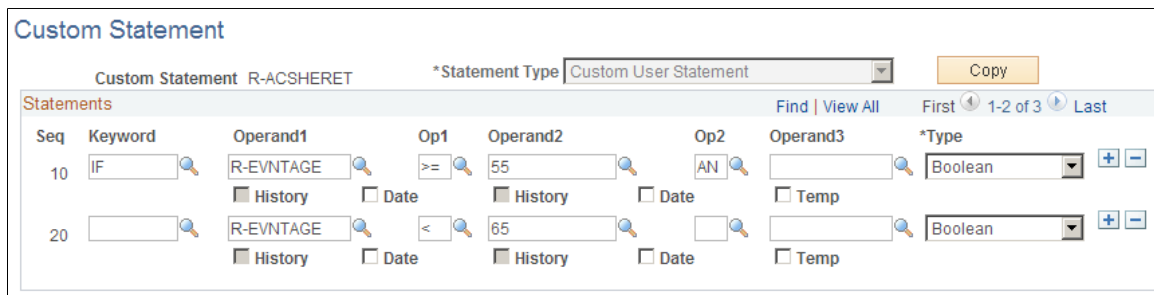 Custom Statement
Custom Statement R-ACSHERET *Statement Type Custom User Statement Copy
Statements Find | View All First 1-2 of 3 Last
Seq Keyword Operand1 Op1 Operand2 Op2 Operand3 *Type
10 IF R-EVNTAGE >= 55 AN Boolean
History Date History Date Temp
20 R-EVNTAGE < 65 Boolean
History Date History Date Temp